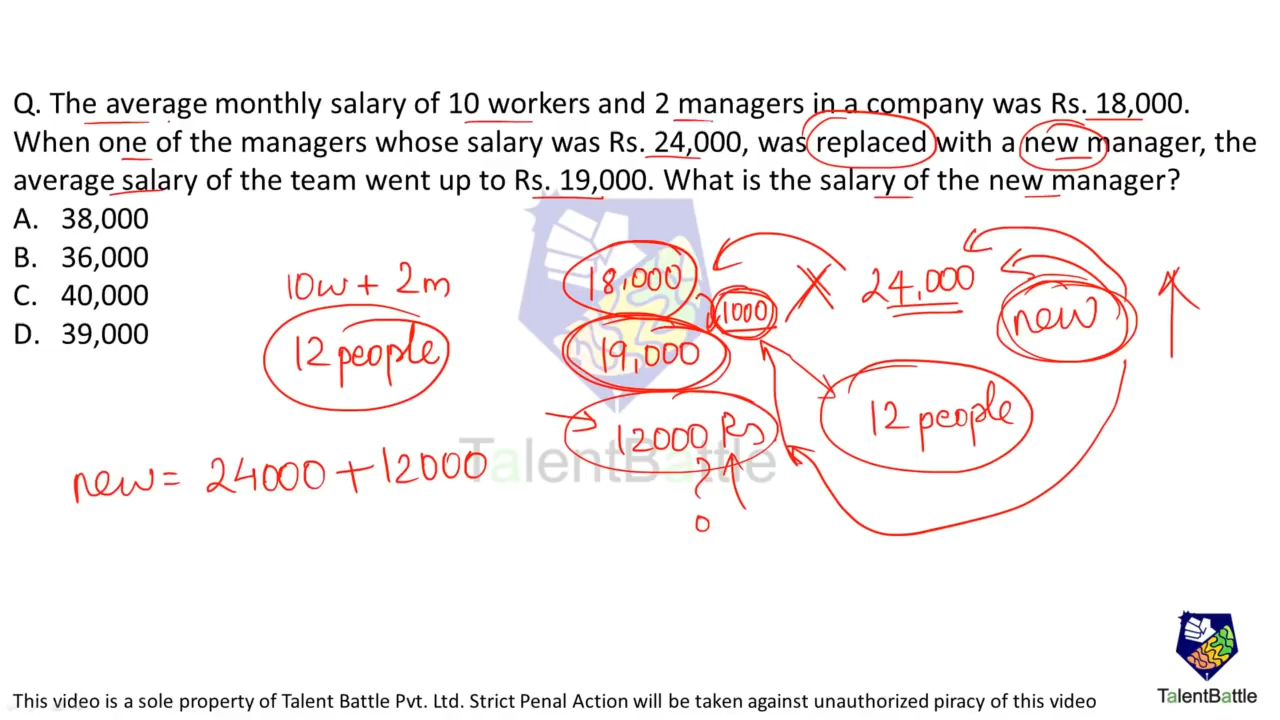 Q. The average monthly salary of 10 workers and 2 managers in a company was Rs. 18,000.
When one of the managers whose salary was Rs. 24,000, was replaced with a new manager, the
average salary of the team went up to Rs. 19,000. What is the salary of the new manager?
A. 38,000
B. 36,000
C. 40,000
D. 39,000
10w + 2m
12 people
18,000
1000
19,000
24,000
new
12000 Rs
?
12 people
new = 24000 + 12000
TalentBattle
TalentBattle
This video is a sole property of Talent Battle Pvt. Ltd. Strict Penal Action will be taken against unauthorized piracy of this video